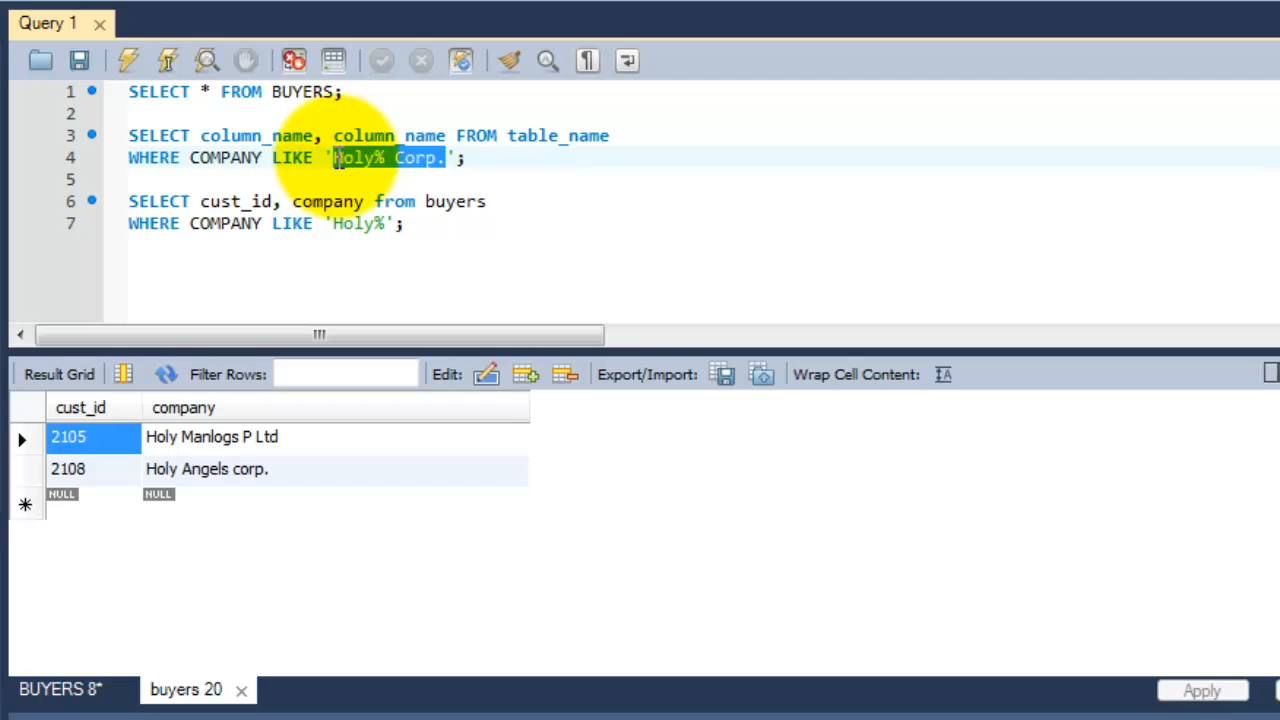 Query 1
1 SELECT * FROM BUYERS;
2
3 SELECT column_name, column_name FROM table_name
4 WHERE COMPANY LIKE 'Holy% Corp.';
5
6 SELECT cust_id, company from buyers
7 WHERE COMPANY LIKE 'Holy%';
Result Grid Filter Rows: Edit: Export/Import: Wrap Cell Content: IA
cust_id company
2105 Holy Manlogs P Ltd
2108 Holy Angels corp.
NULL NULL
BUYERS 8* buyers 20 Apply